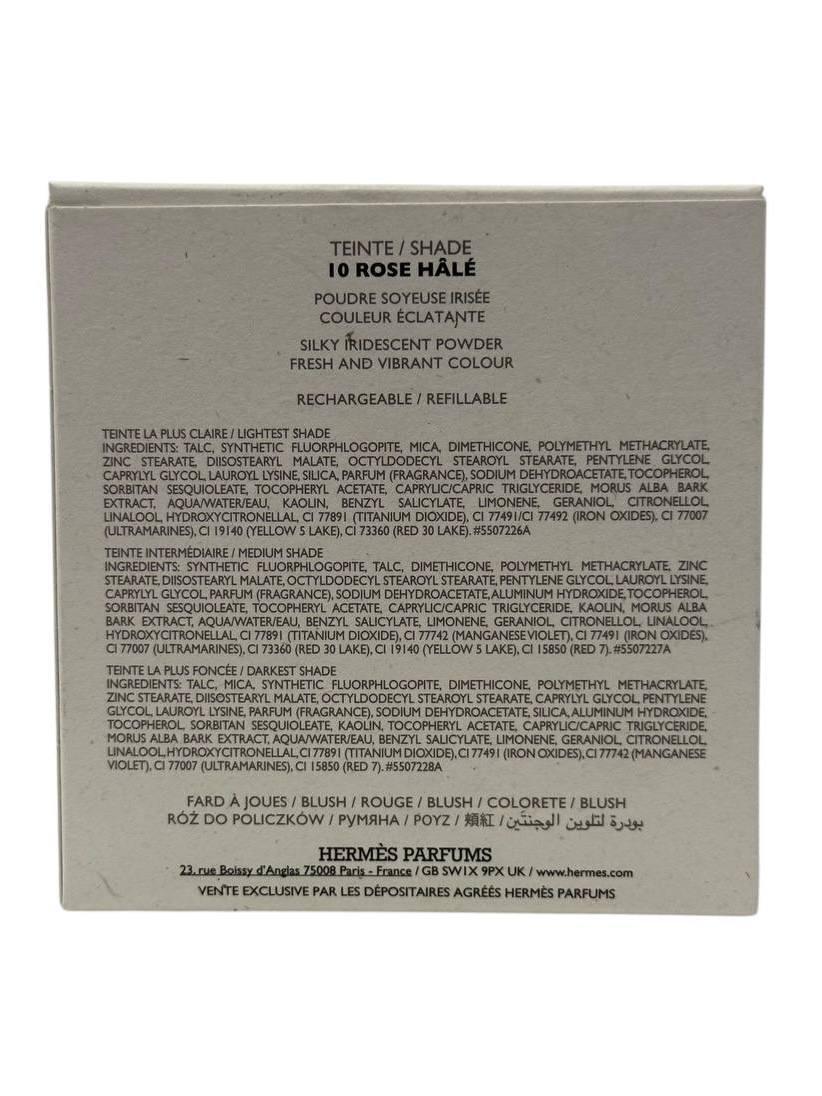 TEINTE / SHADE
10 ROSE HÂLÉ
POUDRE SOYEUSE IRISÉE
COULEUR ÉCLATANTE
SILKY IRIDESCENT POWDER
FRESH AND VIBRANT COLOUR
RECHARGEABLE / REFILLABLE
TEINTE LA PLUS CLAIRE / LIGHTEST SHADE
INGREDIENTS: TALC, SYNTHETIC FLUORPHLOGOPITE, MICA, DIMETHICONE, POLYMETHYL METHACRYLATE,
ZINC STEARATE, DIISOSTEARYL MALATE, OCTYLDODECYL STEAROYL STEARATE, PENTYLENE GLYCOL,
CAPRYLYL GLYCOL, LAUROYL LYSINE, SILICA, PARFUM (FRAGRANCE), SODIUM DEHYDROACETATE, TOCOPHEROL,
SORBITAN SESQUIOLEATE, TOCOPHERYL ACETATE, CAPRYLIC/CAPRIC TRIGLYCERIDE, MORUS ALBA BARK
EXTRACT, AQUA/WATER/EAU, KAOLIN, BENZYL SALICYLATE, LIMONENE, GERANIOL, CITRONELLOL,
LINALOOL, HYDROXYCITRONELLAL, CI 77891 (TITANIUM DIOXIDE), CI 77491/CI 77492 (IRON OXIDES), CI 77007
(ULTRAMARINES), CI 19140 (YELLOW 5 LAKE), CI 73360 (RED 30 LAKE). #5507226A
TEINTE INTERMÉDIAIRE / MEDIUM SHADE
INGREDIENTS: SYNTHETIC FLUORPHLOGOPITE, TALC, DIMETHICONE, POLYMETHYL METHACRYLATE, ZINC
STEARATE, DIISOSTEARYL MALATE, OCTYLDODECYL STEAROYL STEARATE, PENTYLENE GLYCOL, LAUROYL LYSINE,
CAPRYLYL GLYCOL, PARFUM (FRAGRANCE), SODIUM DEHYDROACETATE, ALUMINUM HYDROXIDE, TOCOPHEROL,
SORBITAN SESQUIOLEATE, TOCOPHERYL ACETATE, CAPRYLIC/CAPRIC TRIGLYCERIDE, KAOLIN, MORUS ALBA
BARK EXTRACT, AQUA/WATER/EAU, BENZYL SALICYLATE, LIMONENE, GERANIOL, CITRONELLOL, LINALOOL,
HYDROXYCITRONELLAL, CI 77891 (TITANIUM DIOXIDE), CI 77742 (MANGANESE VIOLET), CI 77491 (IRON OXIDES),
CI 77007 (ULTRAMARINES), CI 73360 (RED 30 LAKE), CI 19140 (YELLOW 5 LAKE), CI 15850 (RED 7). #5507227A
TEINTE LA PLUS FONCÉE / DARKEST SHADE
INGREDIENTS: TALC, MICA, SYNTHETIC FLUORPHLOGOPITE, DIMETHICONE, POLYMETHYL METHACRYLATE,
ZINC STEARATE, DIISOSTEARYL MALATE, OCTYLDODECYL STEAROYL STEARATE, CAPRYLYL GLYCOL, PENTYLENE
GLYCOL, LAUROYL LYSINE, PARFUM (FRAGRANCE), SODIUM DEHYDROACETATE, SILICA, ALUMINUM HYDROXIDE,
TOCOPHEROL, SORBITAN SESQUIOLEATE, KAOLIN, TOCOPHERYL ACETATE, CAPRYLIC/CAPRIC TRIGLYCERIDE,
MORUS ALBA BARK EXTRACT, AQUA/WATER/EAU, BENZYL SALICYLATE, LIMONENE, GERANIOL, CITRONELLOL,
LINALOOL, HYDROXYCITRONELLAL, CI 77891 (TITANIUM DIOXIDE), CI 77491 (IRON OXIDES), CI 77742 (MANGANESE
VIOLET), CI 77007 (ULTRAMARINES), CI 15850 (RED 7). #5507228A
FARD À JOUES / BLUSH / ROUGE / BLUSH / COLORETE / BLUSH
RÓŻ DO POLICZKÓW / РУМЯНА / ΡΟΥΖ / 頰紅 / بودرة لتلوين الوجنتين
HERMÈS PARFUMS
23, rue Boissy d'Anglas 75008 Paris - France / GB SW1X 9PX UK / www.hermes.com
VENTE EXCLUSIVE PAR LES DÉPOSITAIRES AGRÉÉS HERMÈS PARFUMS